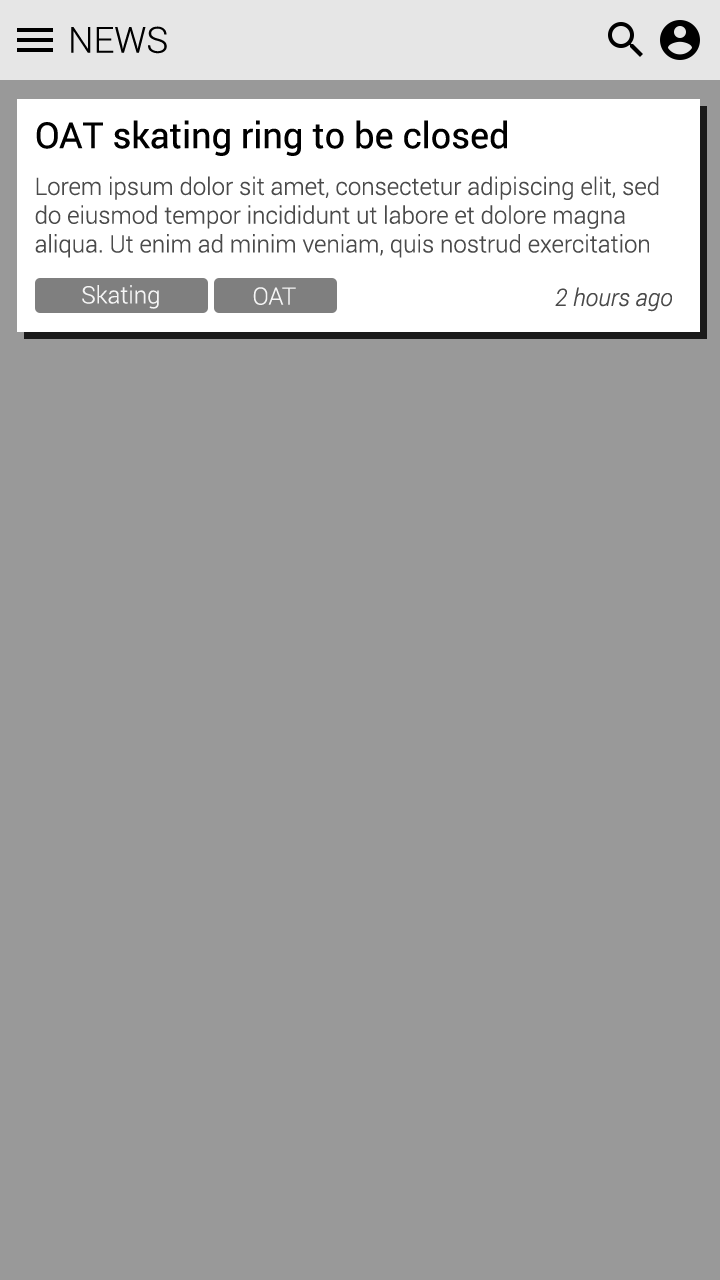 NEWS
OAT skating ring to be closed
Lorem ipsum dolor sit amet, consectetur adipiscing elit, sed
do eiusmod tempor incididunt ut labore et dolore magna
aliqua. Ut enim ad minim veniam, quis nostrud exercitation
Skating OAT 2 hours ago